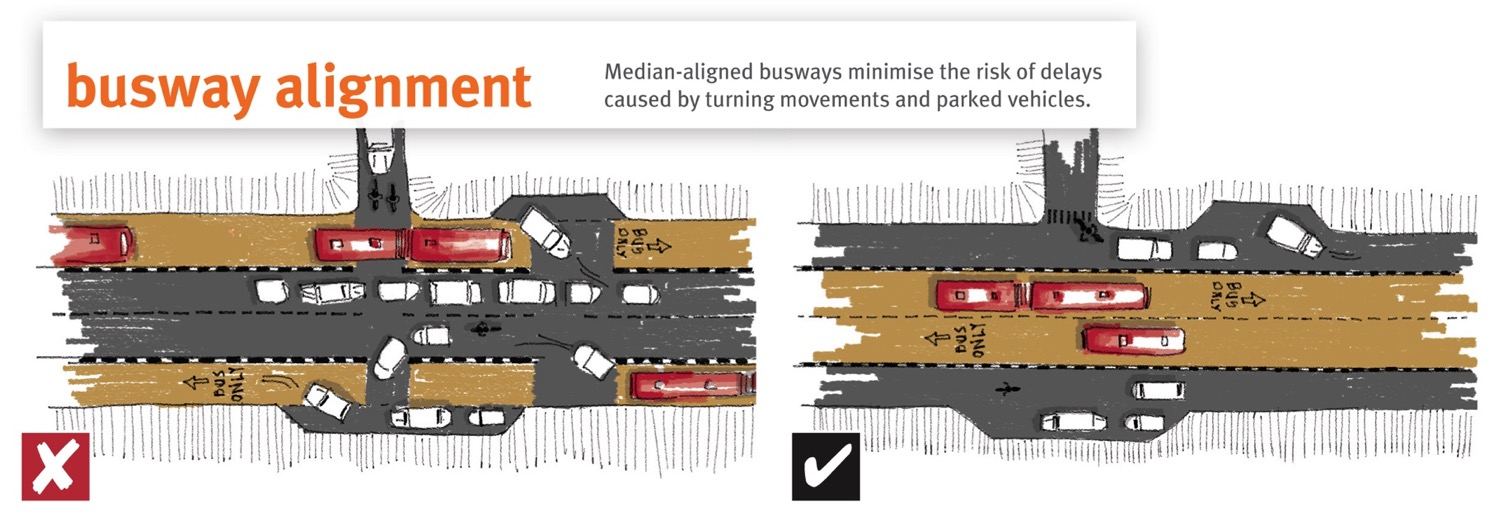 busway alignment
Median-aligned busways minimise the risk of delays
caused by turning movements and parked vehicles.
BUS
ONLY
BUS
ONLY
BUS
ONLY
BUS
ONLY